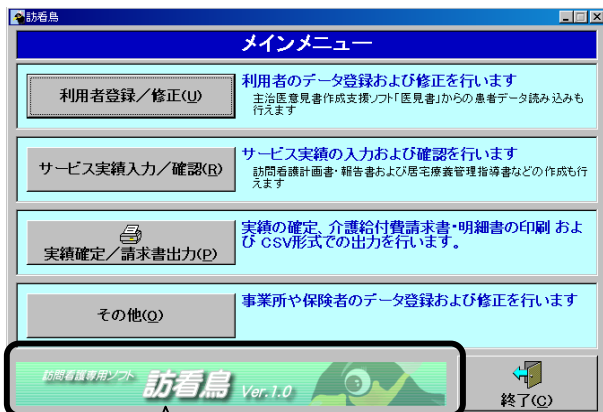 訪看鳥
メインメニュー
利用者登録／修正(U)
利用者のデータ登録および修正を行います
主治医意見書作成支援ソフト「医見書」からの患者データ読み込みも
行えます
サービス実績入力／確認(R)
サービス実績の入力および確認を行います
訪問看護計画書･報告書および居宅療養管理指導書などの作成も行
えます
実績確定／請求書出力(P)
実績の確定、介護給付費請求書･明細書の印刷 およ
び CSV形式での出力を行います。
その他(O)
事業所や保険者のデータ登録および修正を行います
訪問看護専用ソフト 訪看鳥 Ver.1.0
終了(C)